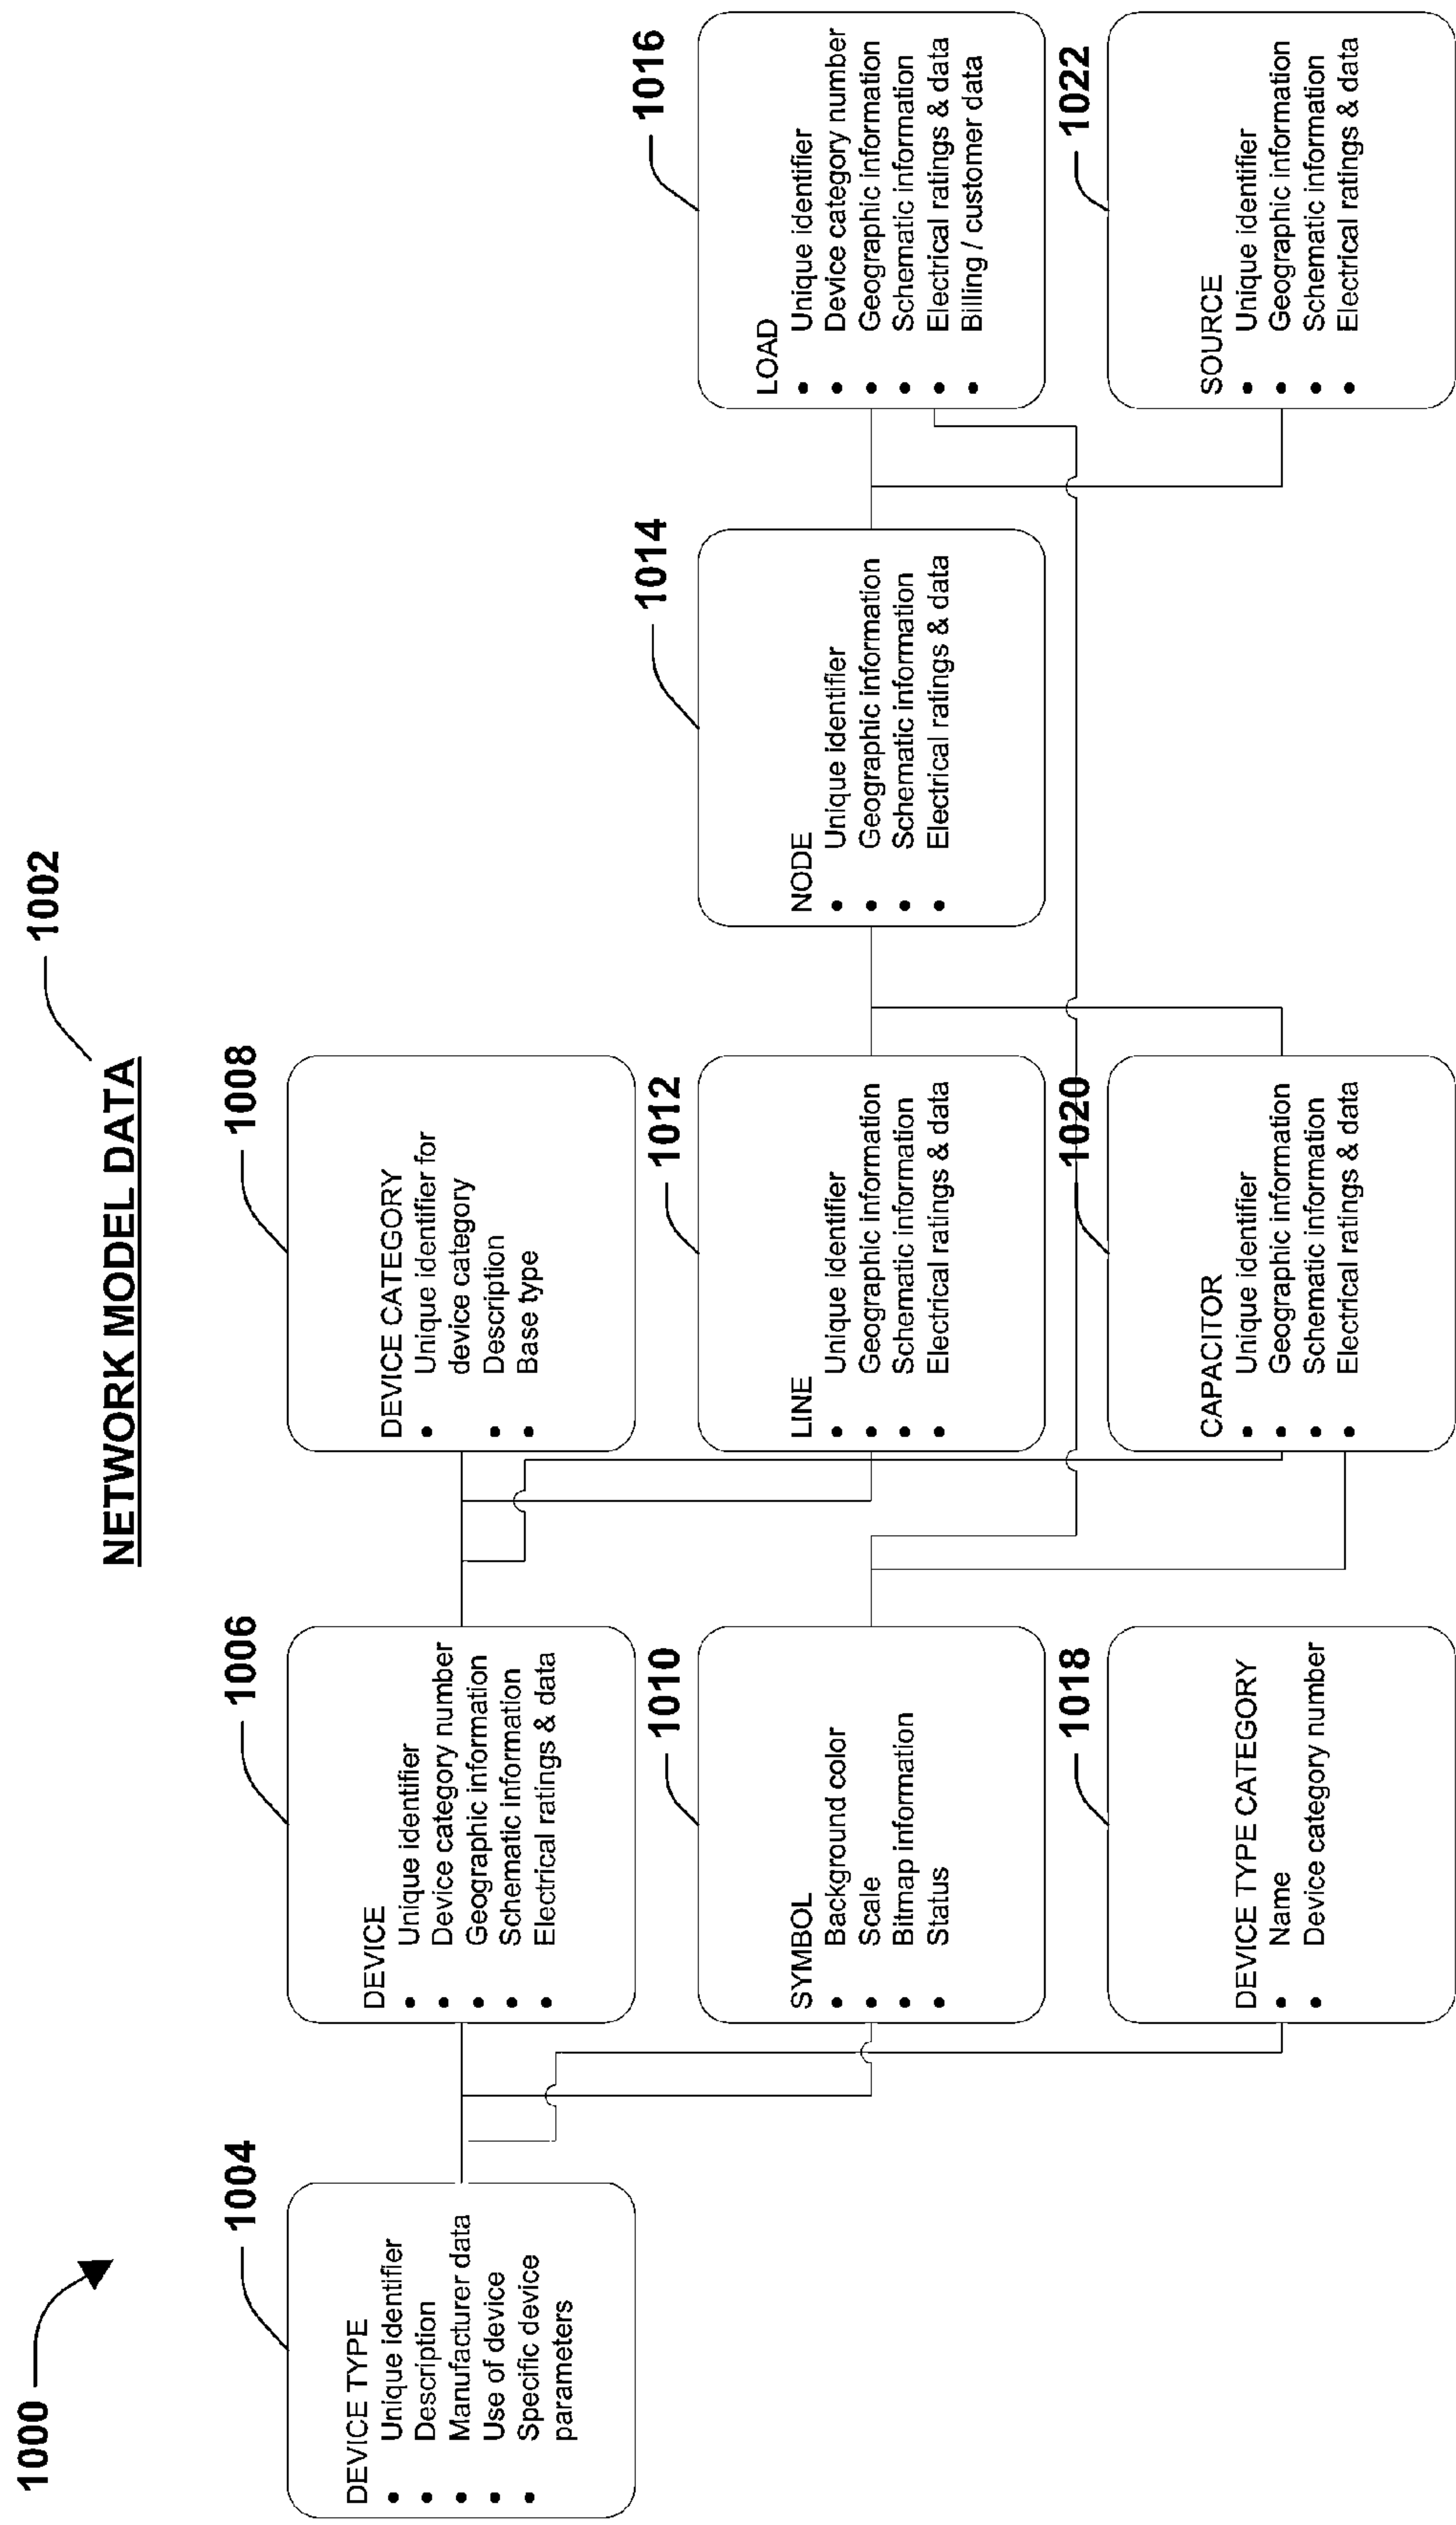 1000
NETWORK MODEL DATA
1002
1004
DEVICE TYPE
• Unique identifier
• Description
• Manufacturer data
• Use of device
• Specific device
parameters
1006
DEVICE
• Unique identifier
• Device category number
• Geographic information
• Schematic information
• Electrical ratings & data
1008
DEVICE CATEGORY
• Unique identifier for
device category
• Description
• Base type
1010
SYMBOL
• Background color
• Scale
• Bitmap information
• Status
1012
LINE
• Unique identifier
• Geographic information
• Schematic information
• Electrical ratings & data
1014
NODE
• Unique identifier
• Geographic information
• Schematic information
• Electrical ratings & data
1016
LOAD
• Unique identifier
• Device category number
• Geographic information
• Schematic information
• Electrical ratings & data
• Billing / customer data
1018
DEVICE TYPE CATEGORY
• Name
• Device category number
1020
CAPACITOR
• Unique identifier
• Geographic information
• Schematic information
• Electrical ratings & data
1022
SOURCE
• Unique identifier
• Geographic information
• Schematic information
• Electrical ratings & data